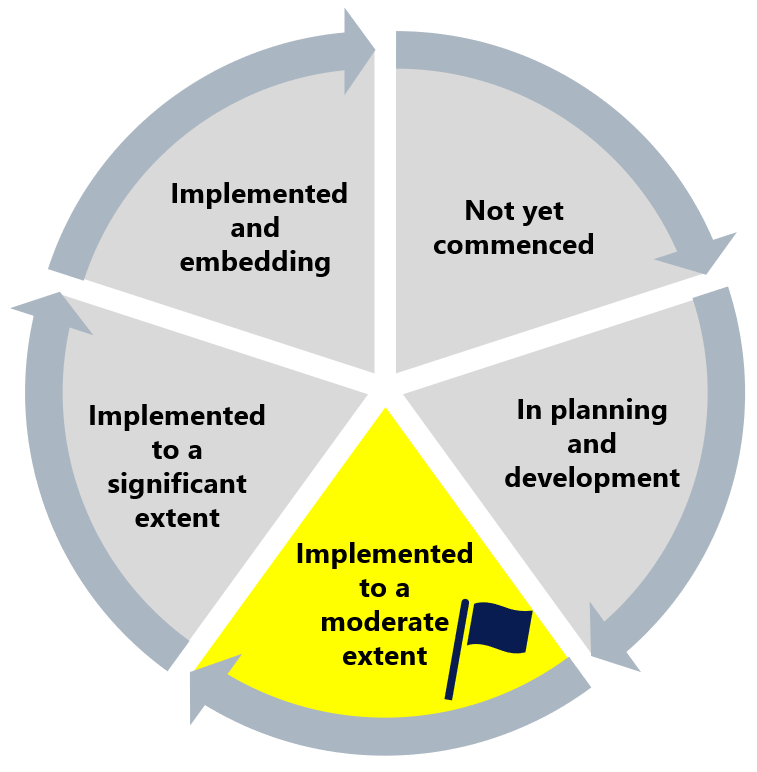 Not yet
commenced
In planning
and
development
Implemented
to a
moderate
extent
Implemented
to a
significant
extent
Implemented
and
embedding